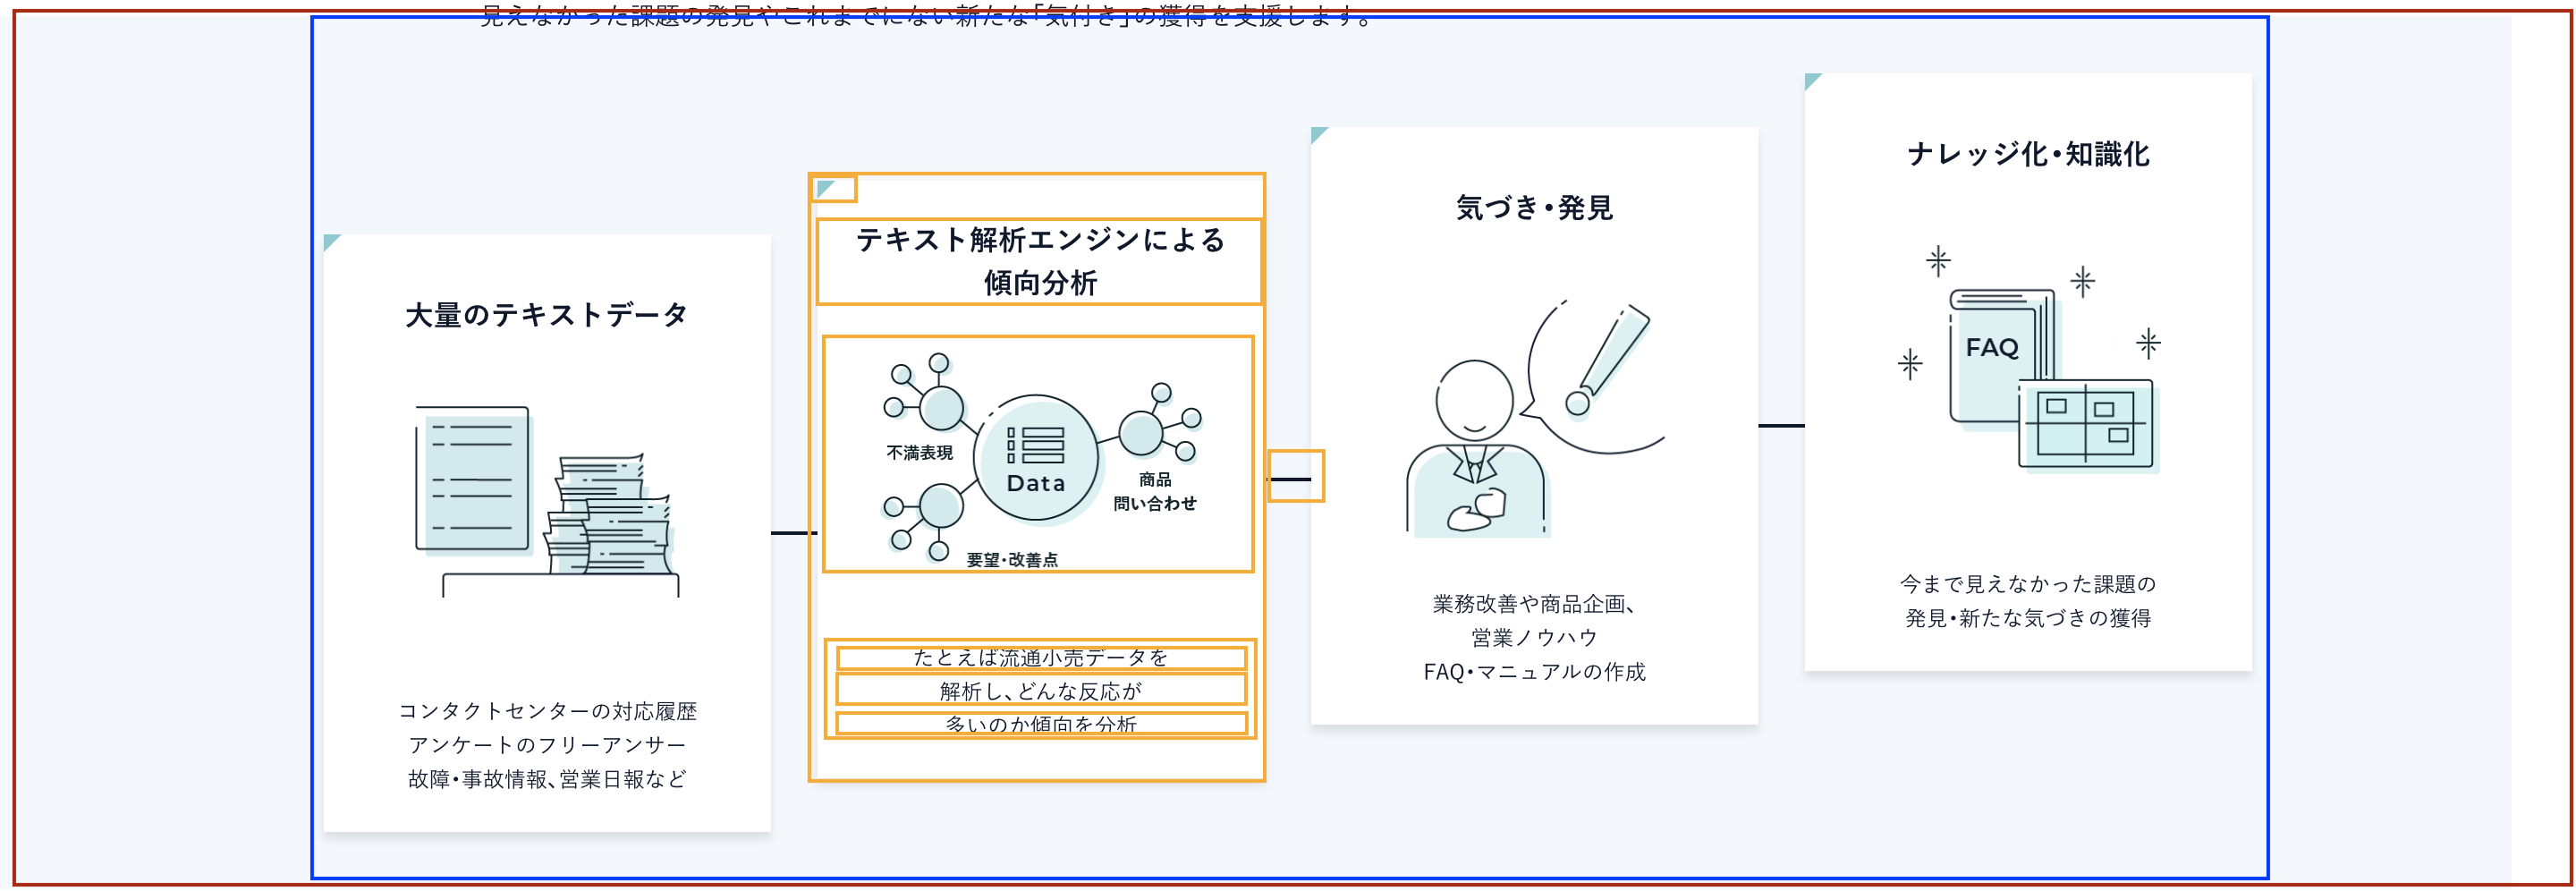 見えなかった課題の発見やこれまでにない新たな「気付き」の獲得を支援します。
大量のテキストデータ
コンタクトセンターの対応履歴
アンケートのフリーアンサー
故障・事故情報、営業日報など
テキスト解析エンジンによる
傾向分析
不満表現
Data
商品
問い合わせ
要望・改善点
たとえば流通小売データを
解析し、どんな反応が
多いのか傾向を分析
気づき・発見
業務改善や商品企画、
営業ノウハウ
FAQ・マニュアルの作成
ナレッジ化・知識化
FAQ
今まで見えなかった課題の
発見・新たな気づきの獲得